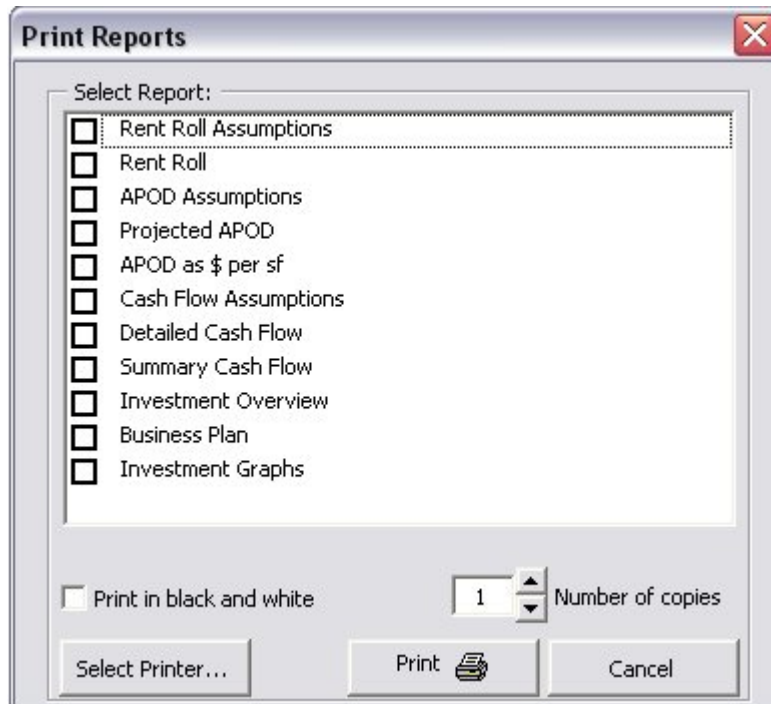 Print Reports
Select Report:
Rent Roll Assumptions
Rent Roll
APOD Assumptions
Projected APOD
APOD as $ per sf
Cash Flow Assumptions
Detailed Cash Flow
Summary Cash Flow
Investment Overview
Business Plan
Investment Graphs
Print in black and white
1 Number of copies
Select Printer...
Print
Cancel